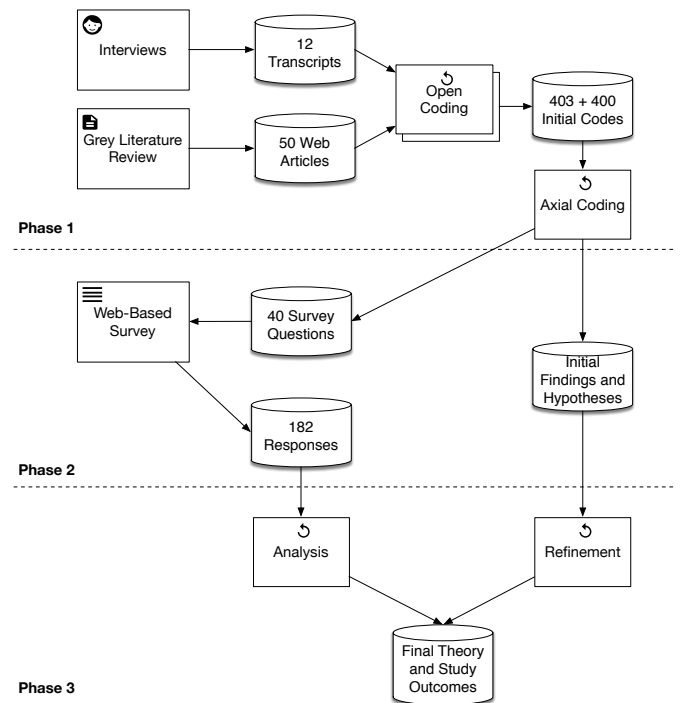 Interviews
12
Transcripts
Open
Coding
403 + 400
Initial Codes
Grey Literature
Review
50 Web
Articles
Axial Coding
Phase 1
Web-Based
Survey
40 Survey
Questions
Initial
Findings and
Hypotheses
182
Responses
Phase 2
Analysis
Refinement
Final Theory
and Study
Outcomes
Phase 3